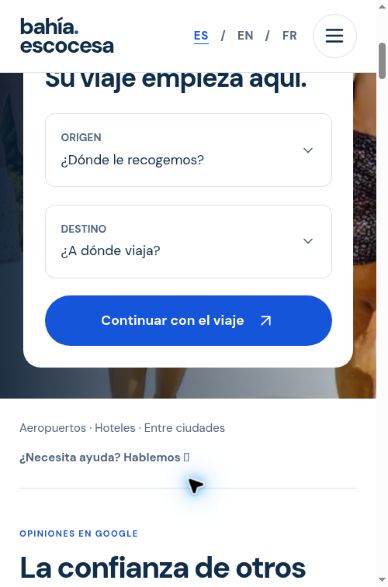 bahía.
escocesa
ES / EN / FR
Su viaje empieza aquí.
ORIGEN
¿Dónde le recogemos?
DESTINO
¿A dónde viaja?
Continuar con el viaje
Aeropuertos · Hoteles · Entre ciudades
¿Necesita ayuda? Hablemos
OPINIONES EN GOOGLE
La confianza de otros